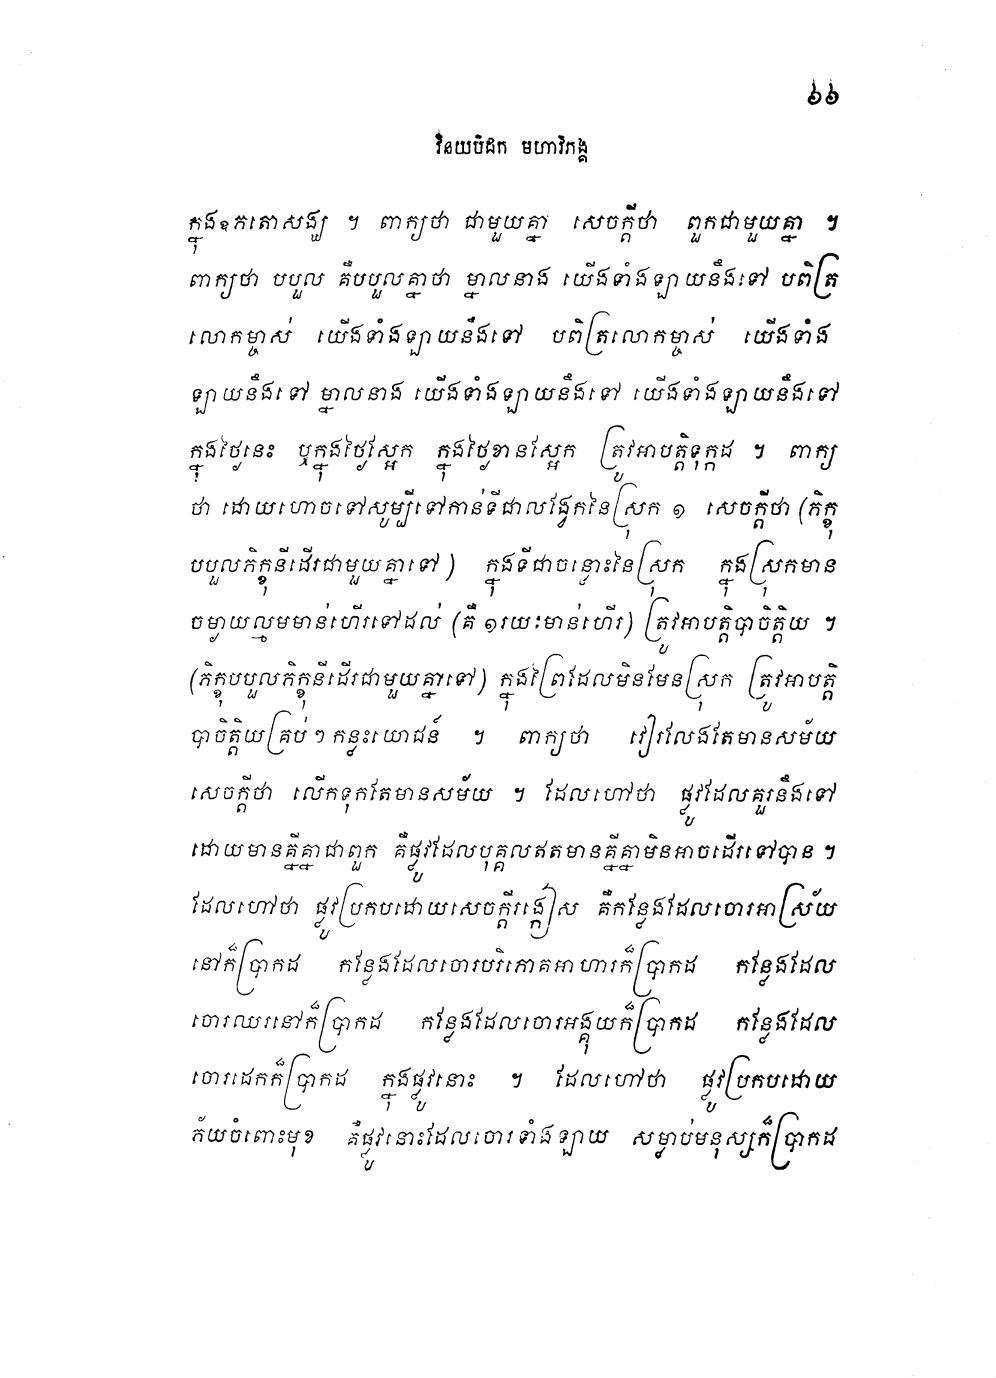 ៦៦
វិនយបិដក មហាវិភង្គ
ក្នុងឧភតោសង្ឃ ។ ពាក្យថា ជាមួយគ្នា សេចក្តីថា ពួកជាមួយគ្នា ។
ពាក្យថា បបួល គឺបបួលគ្នាថា ម្នាលនាង យើងទាំងឡាយនឹងទៅ បពិត្រ
លោកម្ចាស់ យើងទាំងឡាយនឹងទៅ បពិត្រលោកម្ចាស់ យើងទាំង
ឡាយនឹងទៅ ម្នាលនាង យើងទាំងឡាយនឹងទៅ យើងទាំងឡាយនឹងទៅ
ក្នុងថ្ងៃនេះ ឬក្នុងថ្ងៃស្អែក ក្នុងថ្ងៃខានស្អែក ត្រូវអាបត្តិទុក្កដ ។ ពាក្យ
ថា ដោយហោចទៅសូម្បីទៅកាន់ទីជាលង្វែកនៃស្រុក ១ សេចក្តីថា (ភិក្ខុ
បបួលភិក្ខុនីដើរជាមួយគ្នាទៅ) ក្នុងទីជាចន្លោះនៃស្រុក ក្នុងស្រុកមាន
ចម្ងាយល្មមមាន់ហើរទៅដល់ (គឺ ១រយៈមាន់ហើរ) ត្រូវអាបត្តិបាចិត្តិយ ។
(ភិក្ខុបបួលភិក្ខុនីដើរជាមួយគ្នាទៅ) ក្នុងព្រៃដែលមិនមែនស្រុក ត្រូវអាបត្តិ
បាចិត្តិយគ្រប់ៗ កន្លះយោជន៍ ។ ពាក្យថា វៀរលែងតែមានសម័យ
សេចក្តីថា លើកទុកតែមានសម័យ ។ ដែលហៅថា ផ្លូវដែលគួរនឹងទៅ
ដោយមានគ្នីគ្នាជាពួក គឺផ្លូវដែលបុគ្គលឥតមានគ្នីគ្នាមិនអាចដើរទៅបាន ។
ដែលហៅថា ផ្លូវប្រកបដោយសេចក្តីរង្កៀស គឺកន្លែងដែលចោរអាស្រ័យ
នៅក៏ប្រាកដ កន្លែងដែលចោរបរិភោគអាហារក៏ប្រាកដ កន្លែងដែល
ចោរឈរនៅក៏ប្រាកដ កន្លែងដែលចោរអង្គុយក៏ប្រាកដ កន្លែងដែល
ចោរដេកក៏ប្រាកដ ក្នុងផ្លូវនោះ ។ ដែលហៅថា ផ្លូវប្រកបដោយ
ភ័យចំពោះមុខ គឺផ្លូវនោះដែលចោរទាំងឡាយ សម្លាប់មនុស្សក៏ប្រាកដ